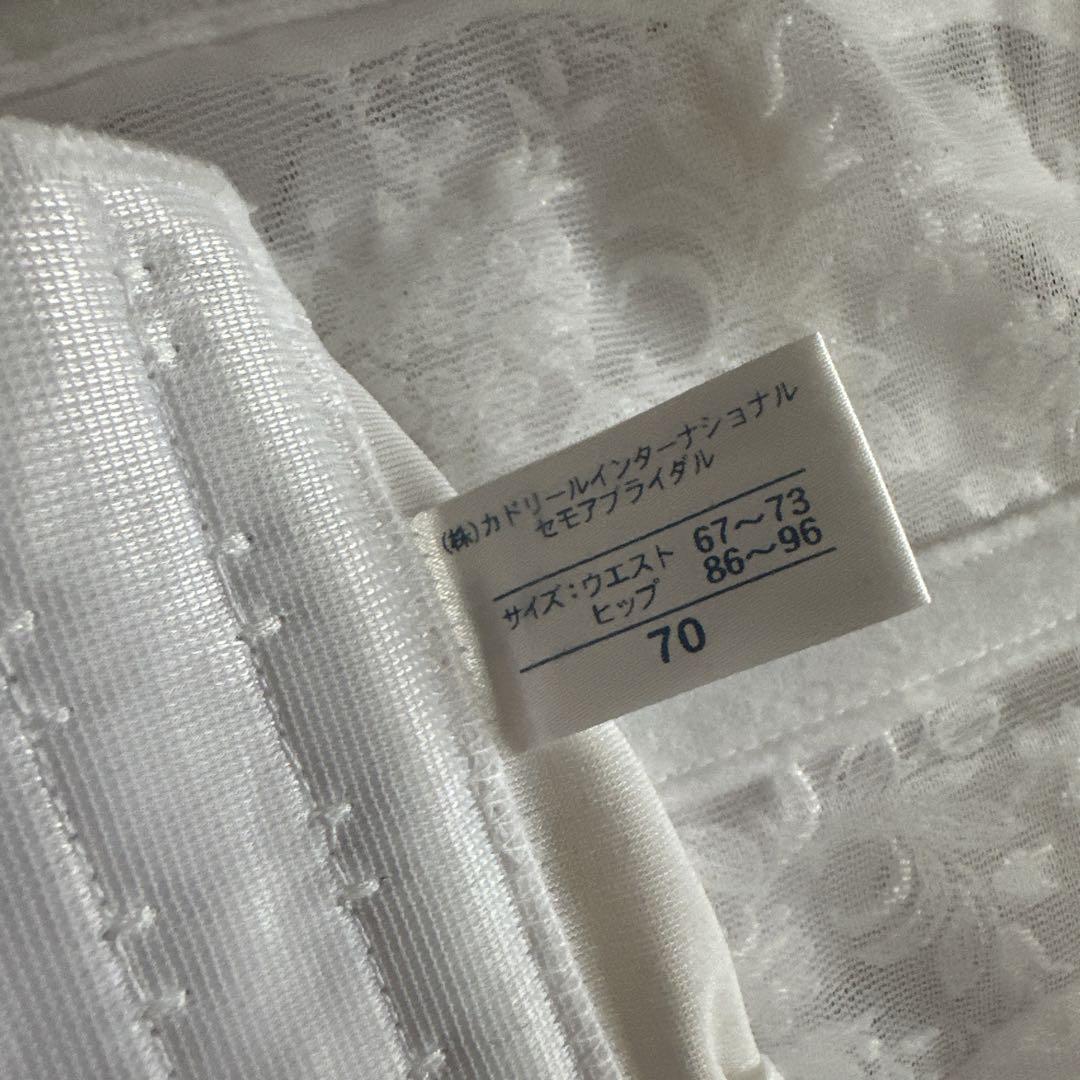 (株)カドリールインターナショナル
セモアブライダル
サイズ:ウエスト 67〜73
ヒップ 86〜96
70